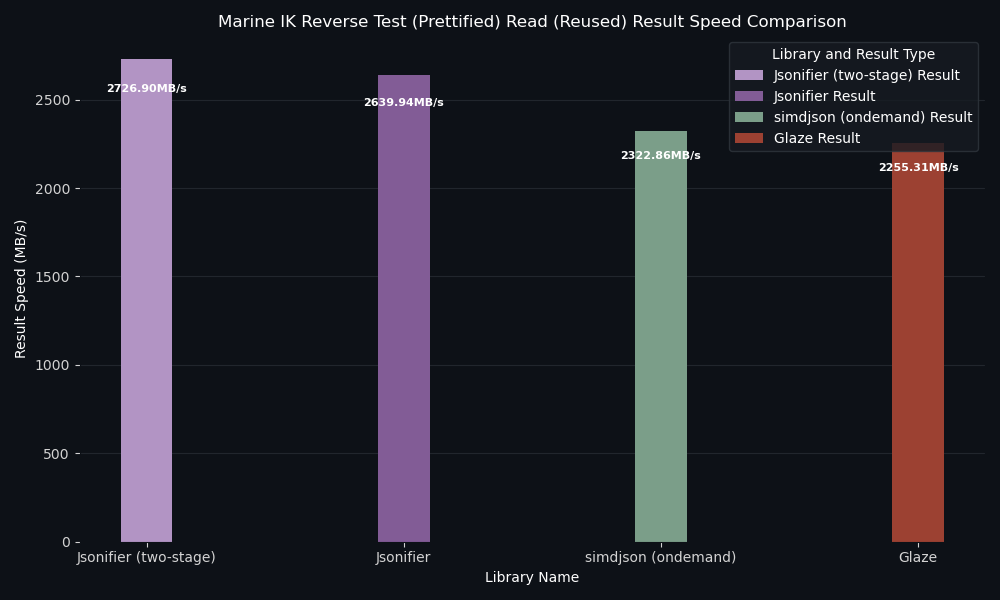 Marine IK Reverse Test (Prettified) Read (Reused) Result Speed Comparison
Library and Result Type
Jsonifier (two-stage) Result
Jsonifier Result
simdjson (ondemand) Result
Glaze Result
2726.90MB/s
2639.94MB/s
2322.86MB/s
2255.31MB/s
Result Speed (MB/s)
2500
2000
1500
1000
500
0
Jsonifier (two-stage)
Jsonifier
simdjson (ondemand)
Glaze
Library Name